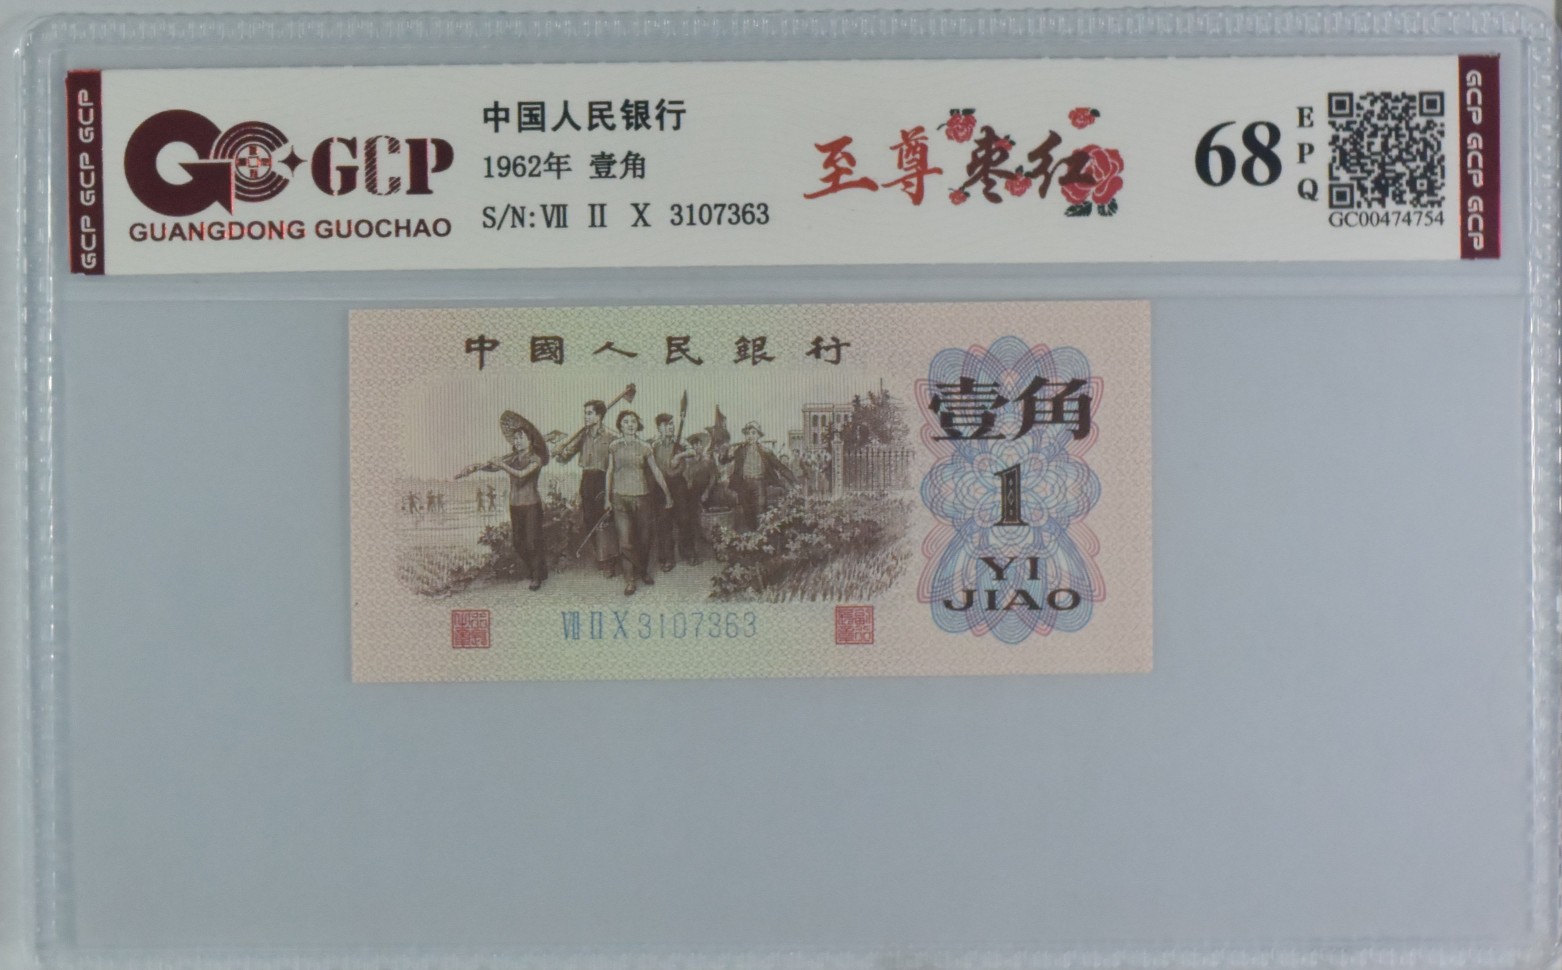 GCP GCP GCP
GCP
GUANGDONG GUOCHAO
中国人民银行
1962年 壹角
S/N:Ⅶ Ⅱ X 3107363
至尊枣红
68
EPQ
GC00474754
GCP GCP GCP
中國人民銀行
壹角
1
YI
JIAO
Ⅶ Ⅱ X 3107363